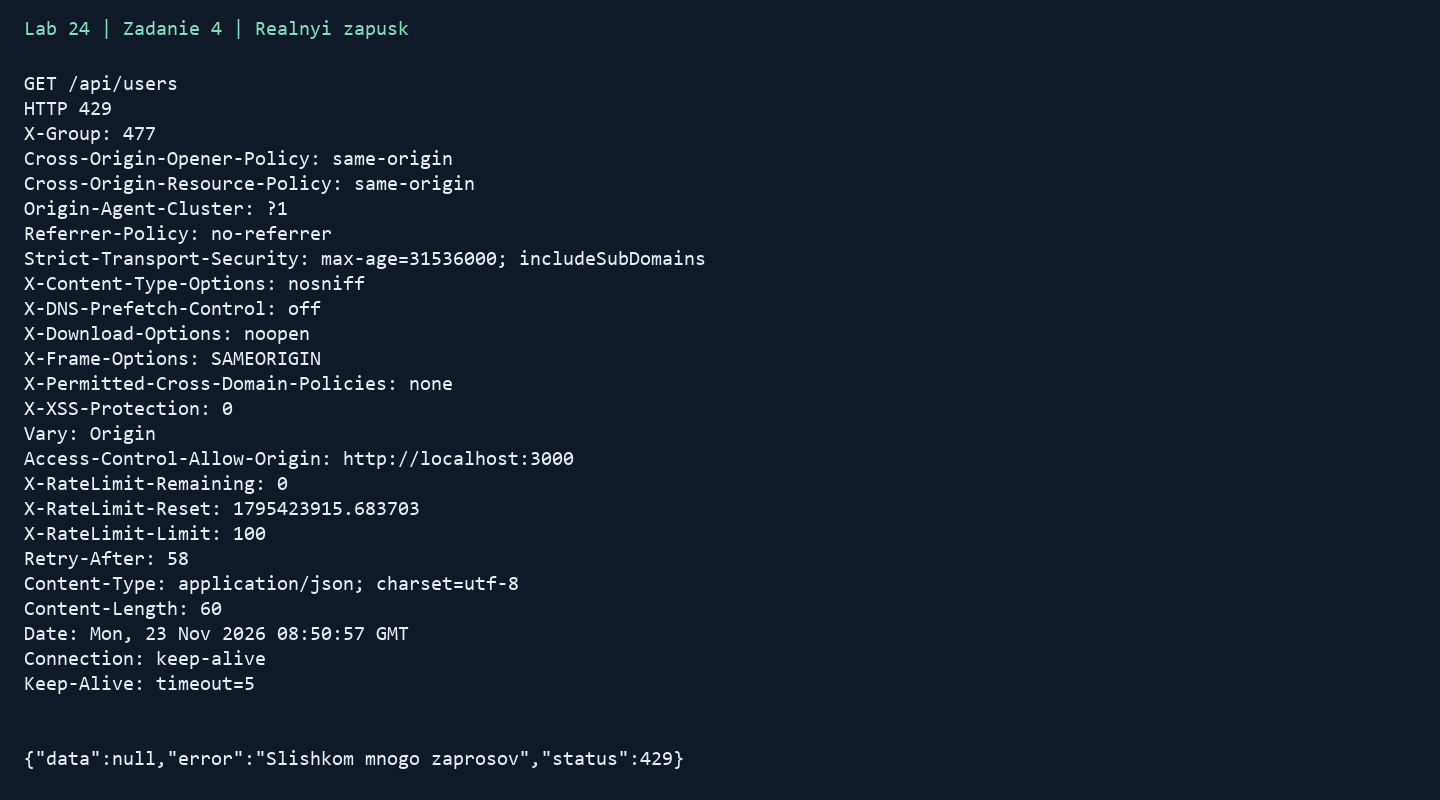 Lab 24 | Zadanie 4 | Realnyi zapusk
GET /api/users
HTTP 429
X-Group: 477
Cross-Origin-Opener-Policy: same-origin
Cross-Origin-Resource-Policy: same-origin
Origin-Agent-Cluster: ?1
Referrer-Policy: no-referrer
Strict-Transport-Security: max-age=31536000; includeSubDomains
X-Content-Type-Options: nosniff
X-DNS-Prefetch-Control: off
X-Download-Options: noopen
X-Frame-Options: SAMEORIGIN
X-Permitted-Cross-Domain-Policies: none
X-XSS-Protection: 0
Vary: Origin
Access-Control-Allow-Origin: http://localhost:3000
X-RateLimit-Remaining: 0
X-RateLimit-Reset: 1795423915.683703
X-RateLimit-Limit: 100
Retry-After: 58
Content-Type: application/json; charset=utf-8
Content-Length: 60
Date: Mon, 23 Nov 2026 08:50:57 GMT
Connection: keep-alive
Keep-Alive: timeout=5
{"data":null,"error":"Slishkom mnogo zaprosov","status":429}